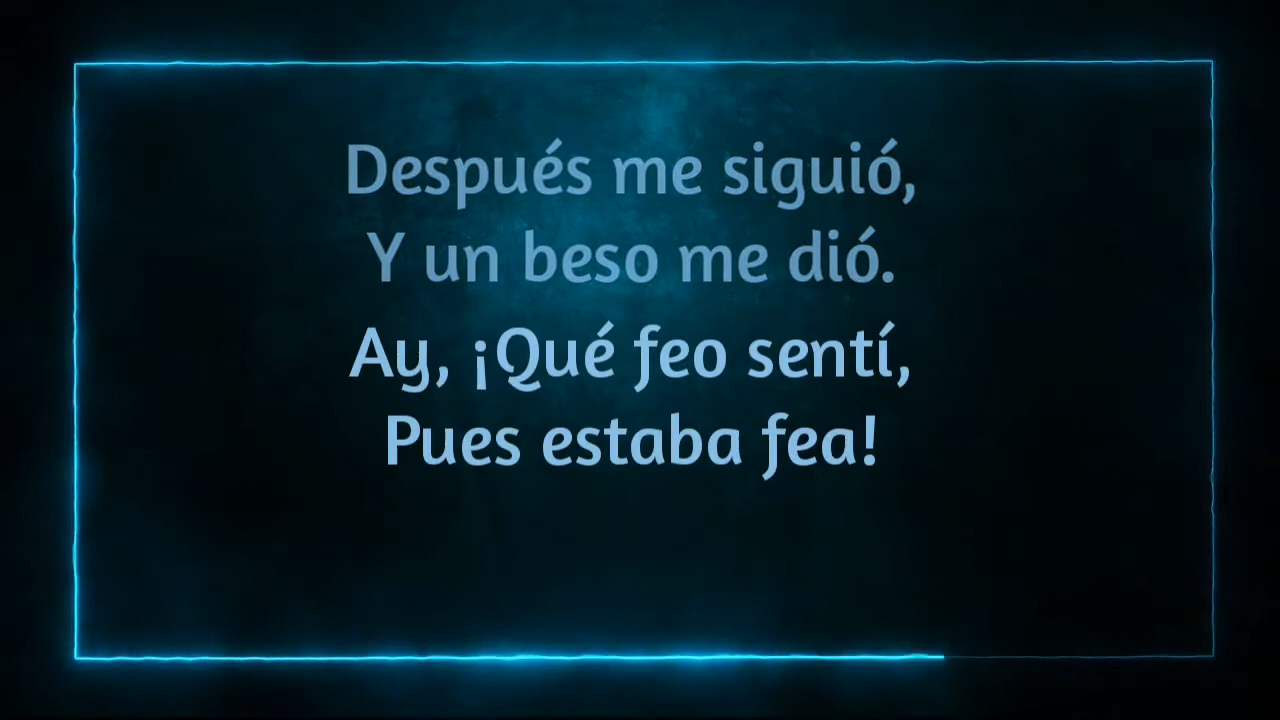 Después me siguió,
Y un beso me dió.
Ay, ¡Qué feo sentí,
Pues estaba fea!